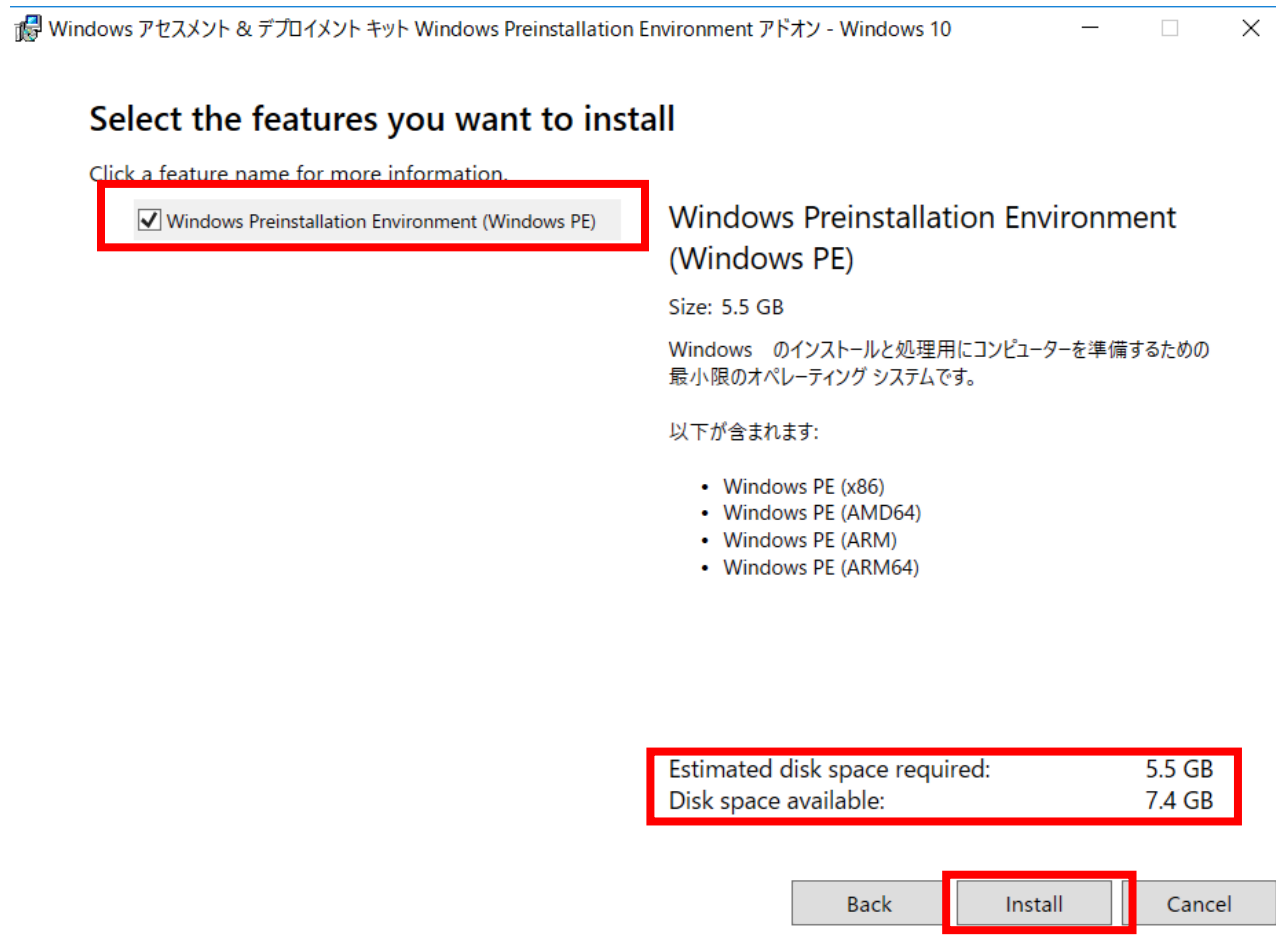 Windows アセスメント & デプロイメント キット Windows Preinstallation Environment アドオン - Windows 10
Select the features you want to install
Click a feature name for more information.
Windows Preinstallation Environment (Windows PE)
Windows Preinstallation Environment
(Windows PE)
Size: 5.5 GB
Windows　のインストールと処理用にコンピューターを準備するための
最小限のオペレーティング システムです。
以下が含まれます:
• Windows PE (x86)
• Windows PE (AMD64)
• Windows PE (ARM)
• Windows PE (ARM64)
Estimated disk space required: 5.5 GB
Disk space available: 7.4 GB
Back Install Cancel